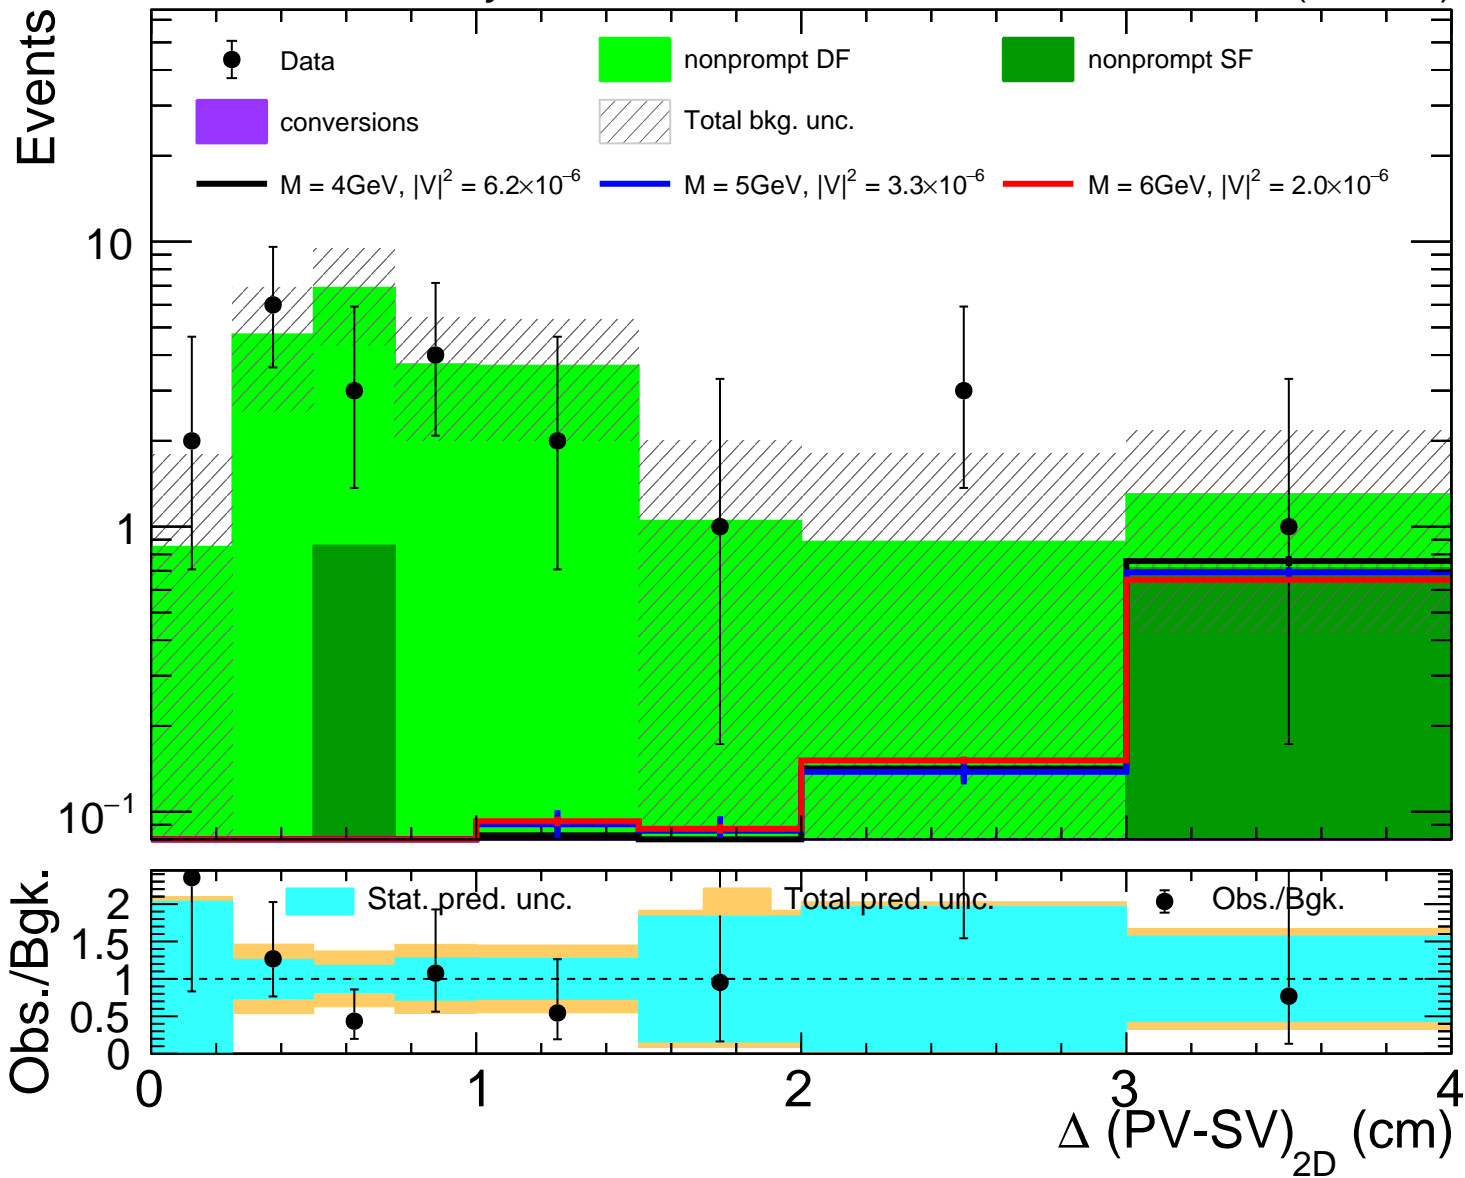 Events
Data
nonprompt DF
nonprompt SF
conversions
Total bkg. unc.
M = 4GeV, |V|² = 6.2×10⁻⁶
M = 5GeV, |V|² = 3.3×10⁻⁶
M = 6GeV, |V|² = 2.0×10⁻⁶
10
1
10⁻¹
Obs./Bgk.
Stat. pred. unc.
Total pred. unc.
Obs./Bgk.
2
1.5
1
0.5
0
0 1 2 3 4
Δ (PV-SV)₂D (cm)